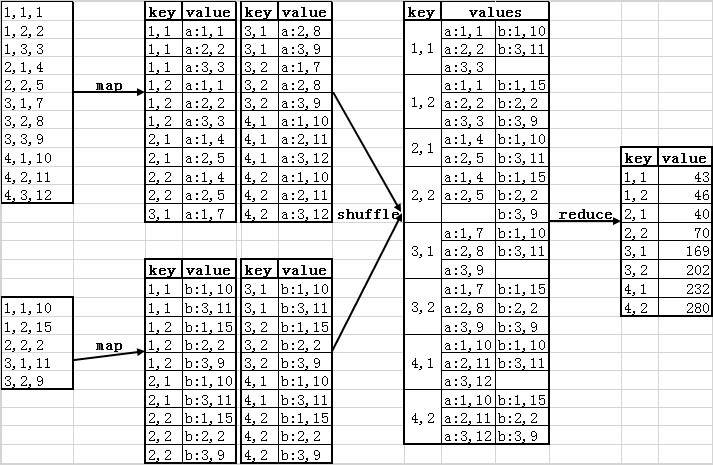 1,1,1
1,2,2
1,3,3
2,1,4
2,2,5
3,1,7
3,2,8
3,3,9
4,1,10
4,2,11
4,3,12
map
key value key value
1,1 a:1,1 3,1 a:2,8
1,1 a:2,2 3,1 a:3,9
1,1 a:3,3 3,2 a:1,7
1,2 a:1,1 3,2 a:2,8
1,2 a:2,2 3,2 a:3,9
1,2 a:3,3 4,1 a:1,10
2,1 a:1,4 4,1 a:2,11
2,1 a:2,5 4,1 a:3,12
2,2 a:1,4 4,2 a:1,10
2,2 a:2,5 4,2 a:2,11
3,1 a:1,7 4,2 a:3,12
1,1,10
1,2,15
2,2,2
3,1,11
3,2,9
map
key value key value
1,1 b:1,10 3,1 b:1,10
1,1 b:3,11 3,1 b:3,11
1,2 b:1,15 3,2 b:1,15
1,2 b:2,2 3,2 b:2,2
1,2 b:3,9 3,2 b:3,9
2,1 b:1,10 4,1 b:1,10
2,1 b:3,11 4,1 b:3,11
2,2 b:1,15 4,2 b:1,15
2,2 b:2,2 4,2 b:2,2
2,2 b:3,9 4,2 b:3,9
shuffle
key values
a:1,1 b:1,10
1,1 a:2,2 b:3,11
a:3,3
a:1,1 b:1,15
1,2 a:2,2 b:2,2
a:3,3 b:3,9
2,1 a:1,4 b:1,10
a:2,5 b:3,11
a:1,4 b:1,15
2,2 a:2,5 b:2,2
b:3,9
a:1,7 b:1,10
3,1 a:2,8 b:3,11
a:3,9
a:1,7 b:1,15
3,2 a:2,8 b:2,2
a:3,9 b:3,9
a:1,10 b:1,10
4,1 a:2,11 b:3,11
a:3,12
a:1,10 b:1,15
4,2 a:2,11 b:2,2
a:3,12 b:3,9
reduce
key value
1,1 43
1,2 46
2,1 40
2,2 70
3,1 169
3,2 202
4,1 232
4,2 280